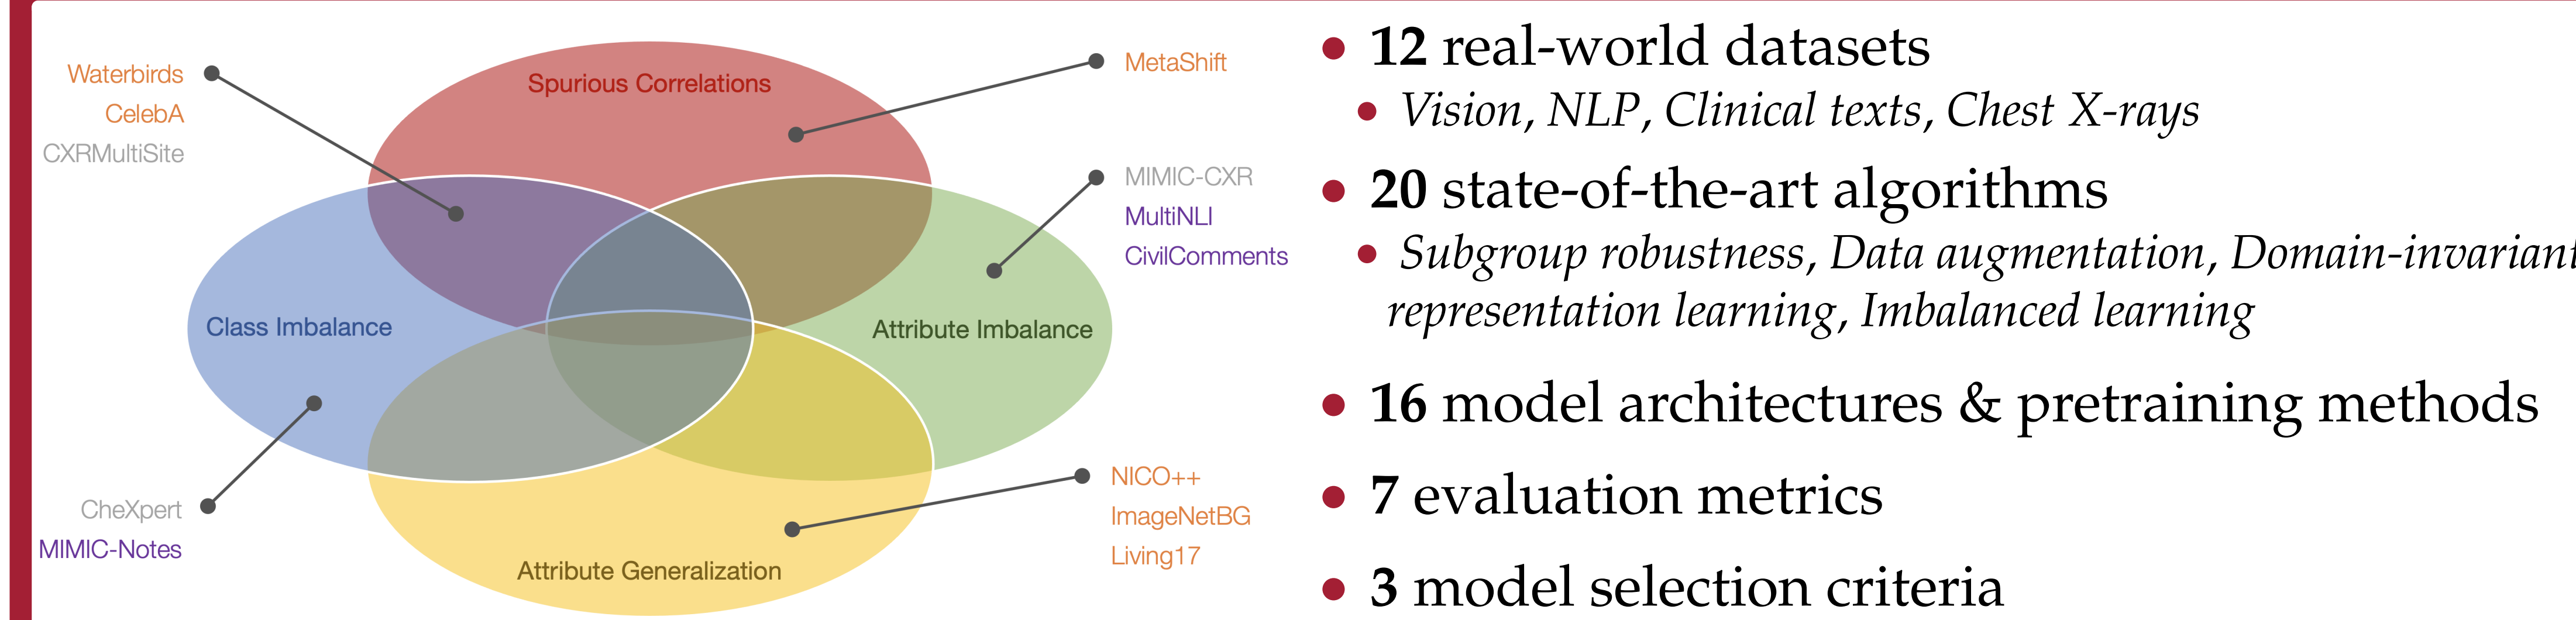 Waterbirds
CelebA
CXRMultiSite
Spurious Correlations
MetaShift
MIMIC-CXR
MultiNLI
CivilComments
Class Imbalance
Attribute Imbalance
CheXpert
MIMIC-Notes
NICO++
ImageNetBG
Living17
Attribute Generalization
• 12 real-world datasets
• Vision, NLP, Clinical texts, Chest X-rays
• 20 state-of-the-art algorithms
• Subgroup robustness, Data augmentation, Domain-invariant
representation learning, Imbalanced learning
• 16 model architectures & pretraining methods
• 7 evaluation metrics
• 3 model selection criteria